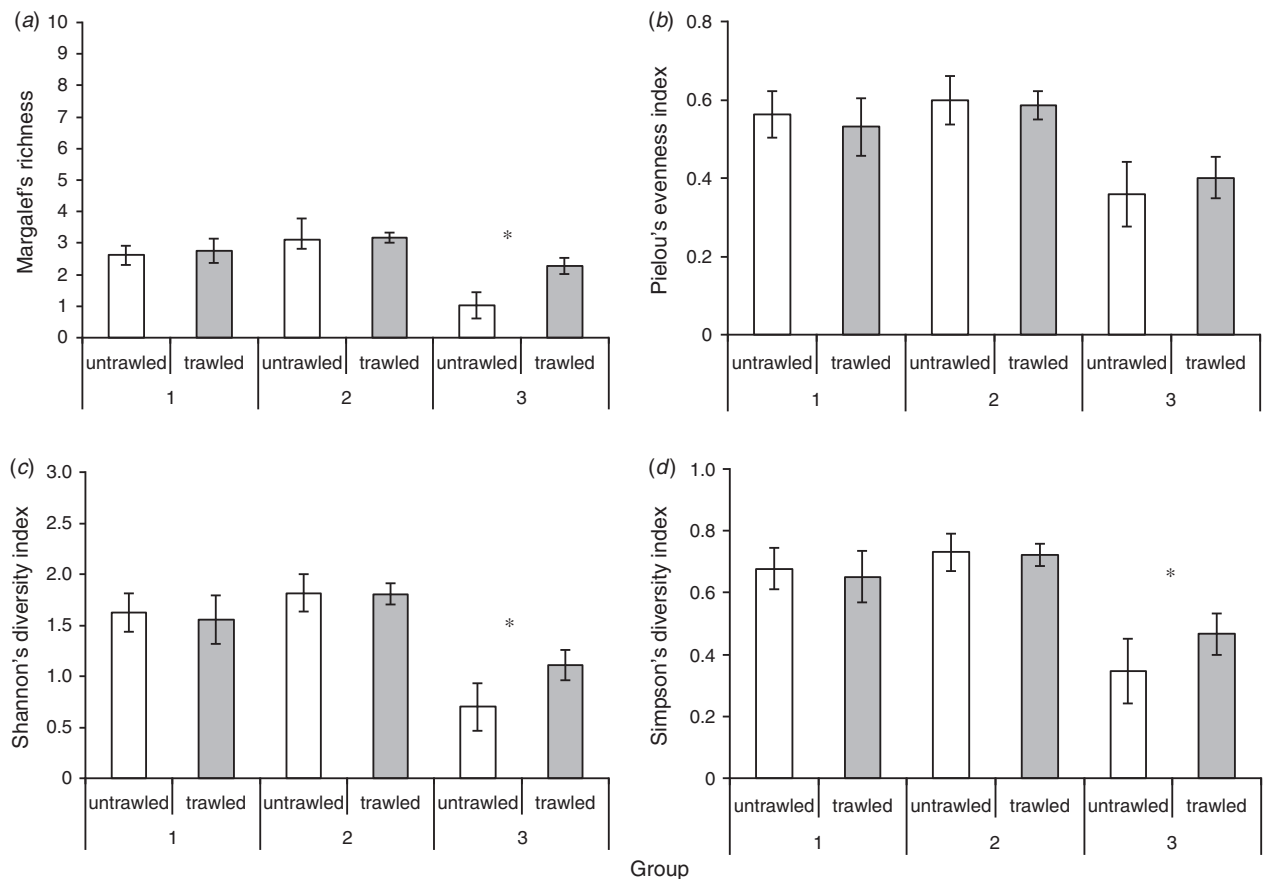 (a)
Margalef's richness
10
9
8
7
6
5
4
3
2
1
0
*
untrawled trawled untrawled trawled untrawled trawled
1 2 3
(b)
Pielou's evenness index
0.8
0.6
0.4
0.2
0
untrawled trawled untrawled trawled untrawled trawled
1 2 3
(c)
Shannon's diversity index
3.0
2.5
2.0
1.5
1.0
0.5
0
*
untrawled trawled untrawled trawled untrawled trawled
1 2 3
(d)
Simpson's diversity index
1.0
0.8
0.6
0.4
0.2
0
*
untrawled trawled untrawled trawled untrawled trawled
1 2 3
Group